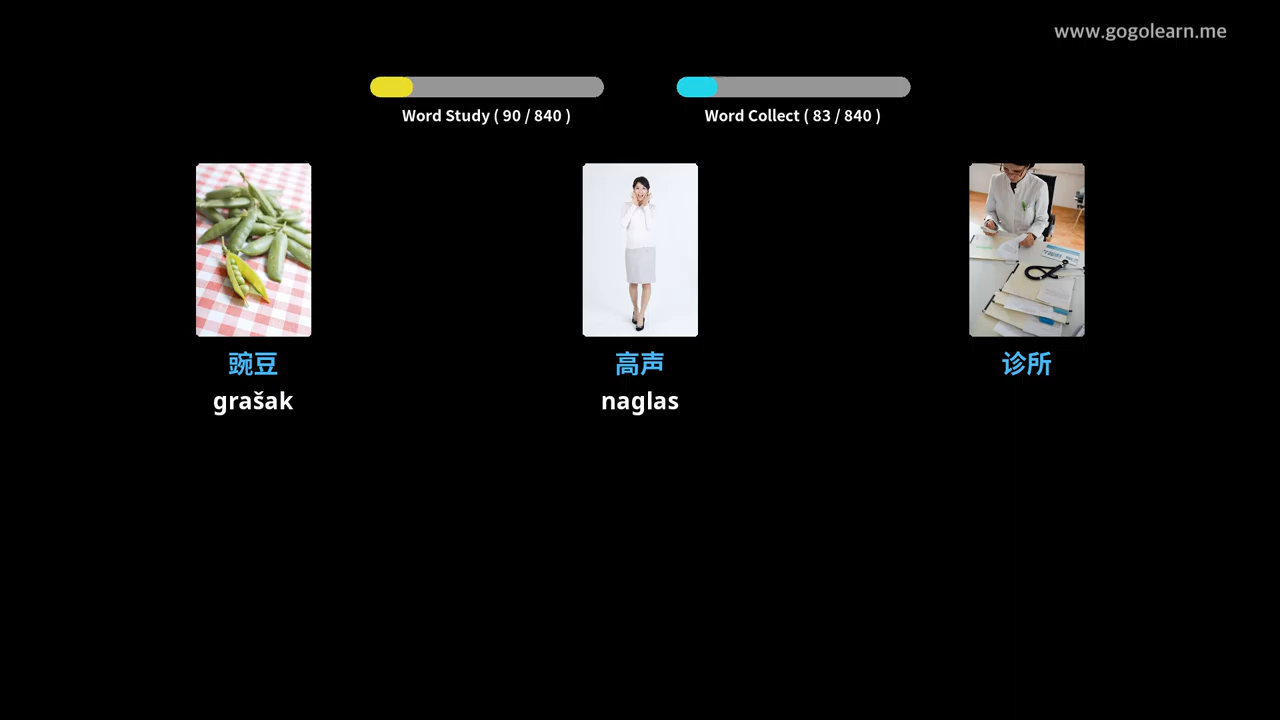 www.gogolearn.me
Word Study ( 90 / 840 )
Word Collect ( 83 / 840 )
豌豆
高声
诊所
grašak
naglas